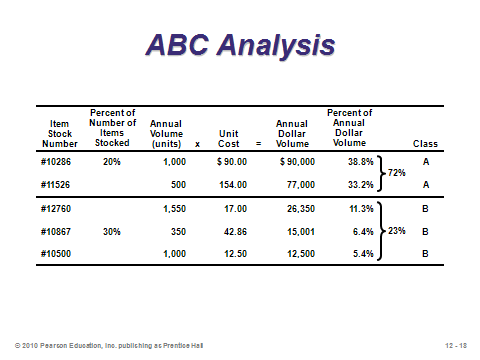 ABC Analysis
Percent of Percent of
Item Number of Annual Annual Annual
Stock Items Volume Unit Dollar Dollar
Number Stocked (units) x Cost = Volume Volume Class
#10286 20% 1,000 $ 90.00 $ 90,000 38.8% A
72%
#11526 500 154.00 77,000 33.2% A
#12760 1,550 17.00 26,350 11.3% B
#10867 30% 350 42.86 15,001 6.4% 23% B
#10500 1,000 12.50 12,500 5.4% B
© 2010 Pearson Education, Inc. publishing as Prentice Hall 12 - 18